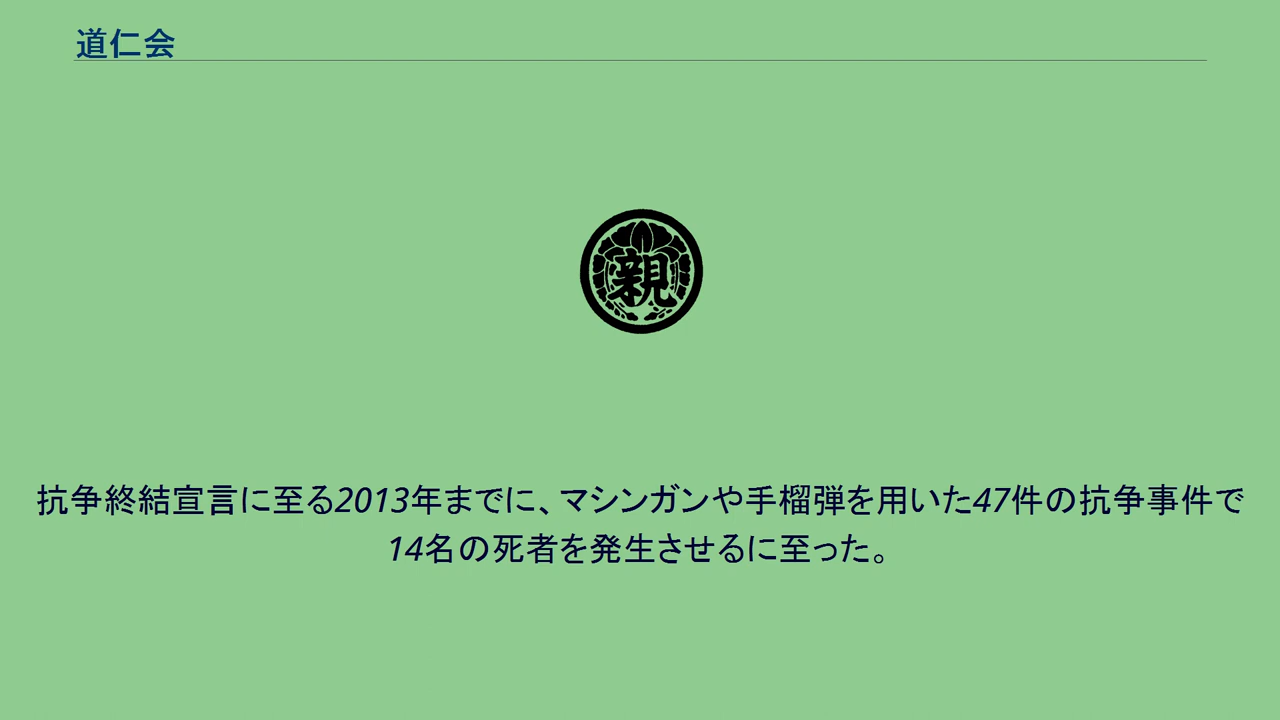 道仁会
親
抗争終結宣言に至る2013年までに、マシンガンや手榴弾を用いた47件の抗争事件で
14名の死者を発生させるに至った。